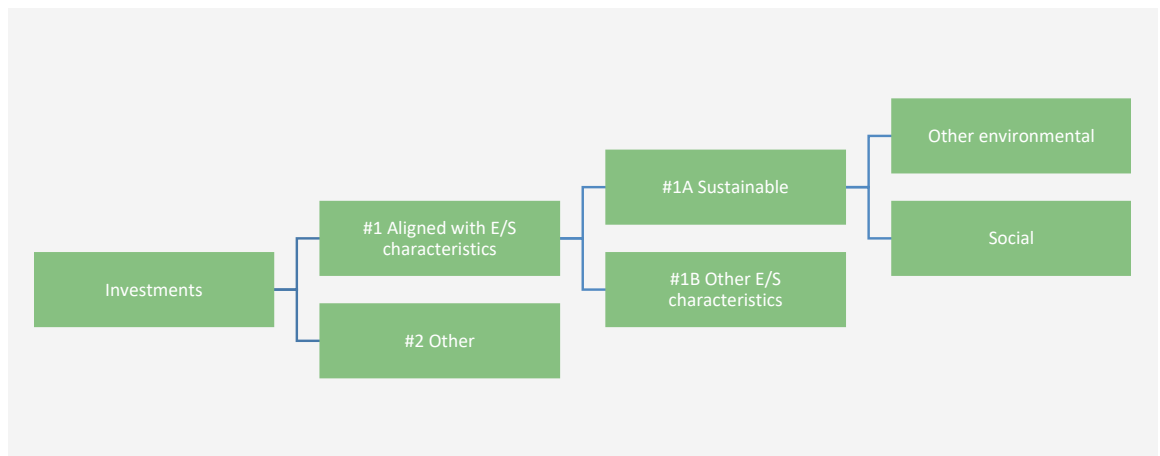 Investments
#1 Aligned with E/S
characteristics
#2 Other
#1A Sustainable
#1B Other E/S
characteristics
Other environmental
Social